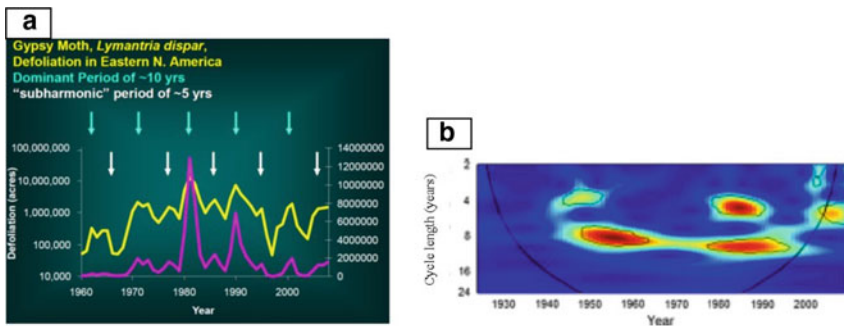 a
Gypsy Moth, Lymantria dispar,
Defoliation in Eastern N. America
Dominant Period of ~10 yrs
“subharmonic” period of ~5 yrs
100,000,000
10,000,000
1,000,000
100,000
10,000
Defoliation (acres)
14000000
12000000
10000000
8000000
6000000
4000000
2000000
0
1960 1970 1980 1990 2000
Year
b
Cycle length (years)
4
16
24
1930 1940 1950 1960 1970 1980 1990 2000
Year